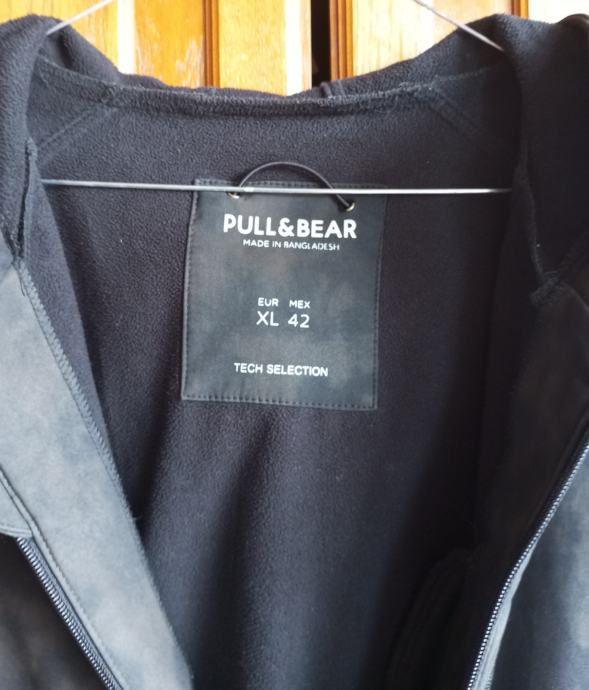 PULL&BEAR
MADE IN BANGLADESH
EUR MEX
XL 42
TECH SELECTION